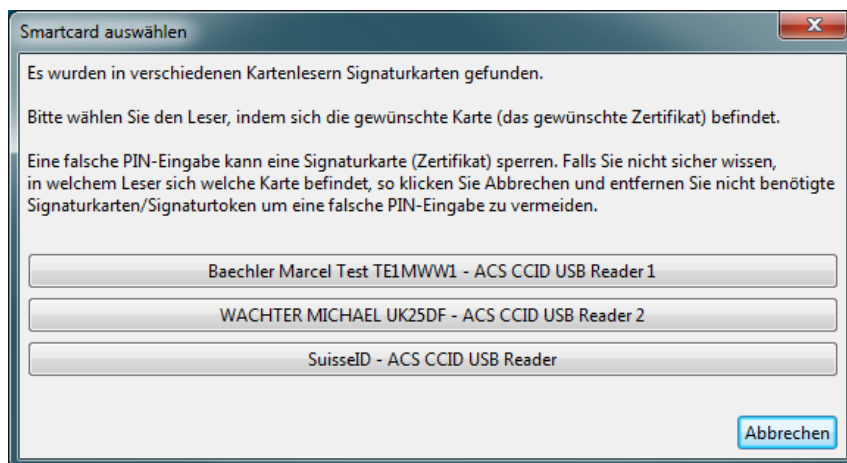 Smartcard auswählen
Es wurden in verschiedenen Kartenlesern Signaturkarten gefunden.
Bitte wählen Sie den Leser, indem sich die gewünschte Karte (das gewünschte Zertifikat) befindet.
Eine falsche PIN-Eingabe kann eine Signaturkarte (Zertifikat) sperren. Falls Sie nicht sicher wissen,
in welchem Leser sich welche Karte befindet, so klicken Sie Abbrechen und entfernen Sie nicht benötigte
Signaturkarten/Signaturtoken um eine falsche PIN-Eingabe zu vermeiden.
Baechler Marcel Test TE1MWW1 - ACS CCID USB Reader 1
WACHTER MICHAEL UK25DF - ACS CCID USB Reader 2
SuisseID - ACS CCID USB Reader
Abbrechen